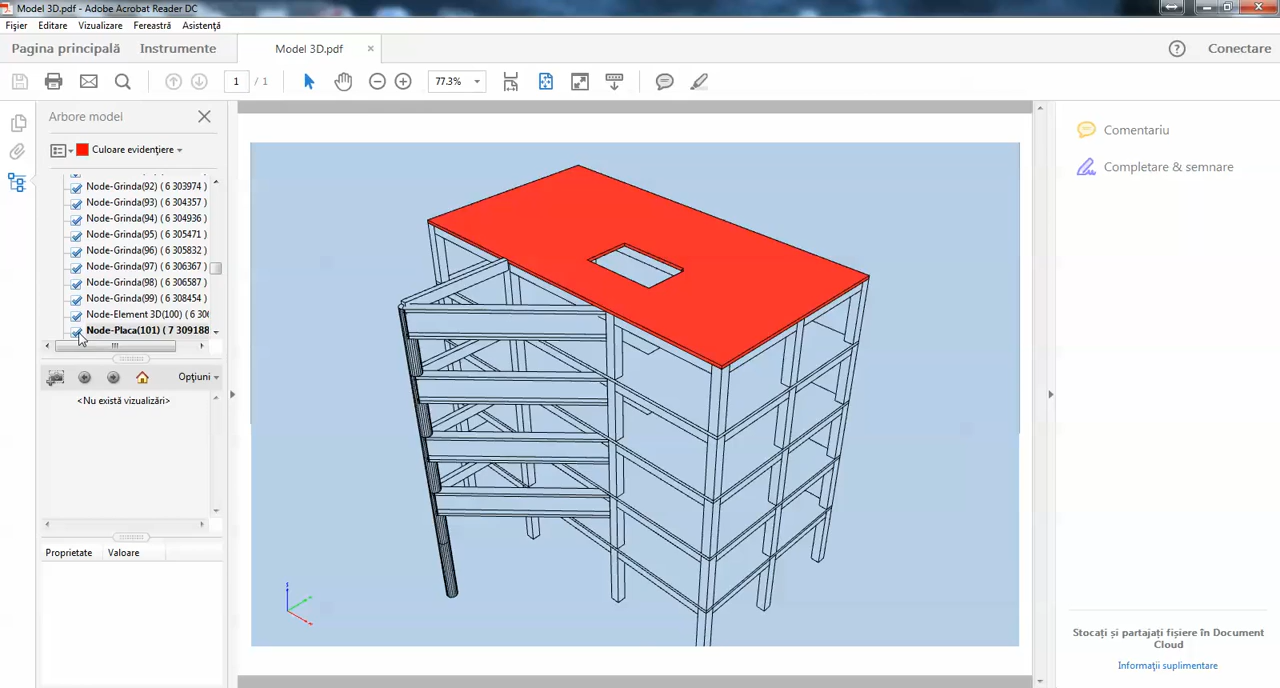 Model 3D.pdf - Adobe Acrobat Reader DC
Fișier Editare Vizualizare Fereastră Asistență
Pagina principală Instrumente Model 3D.pdf Conectare
1 / 1 77.3%
Arbore model
Culoare evidențiere
Node-Grinda(92) ( 6 303974 )
Node-Grinda(93) ( 6 304357 )
Node-Grinda(94) ( 6 304936 )
Node-Grinda(95) ( 6 305471 )
Node-Grinda(96) ( 6 305832 )
Node-Grinda(97) ( 6 306367 )
Node-Grinda(98) ( 6 306587 )
Node-Grinda(99) ( 6 308454 )
Node-Element 3D(100) ( 6
Node-Placa(101) ( 7 309188
Opțiuni
<Nu există vizualizări>
Proprietate Valoare
Comentariu
Completare & semnare
Stocați și partajați fișiere în Document
Cloud
Informații suplimentare